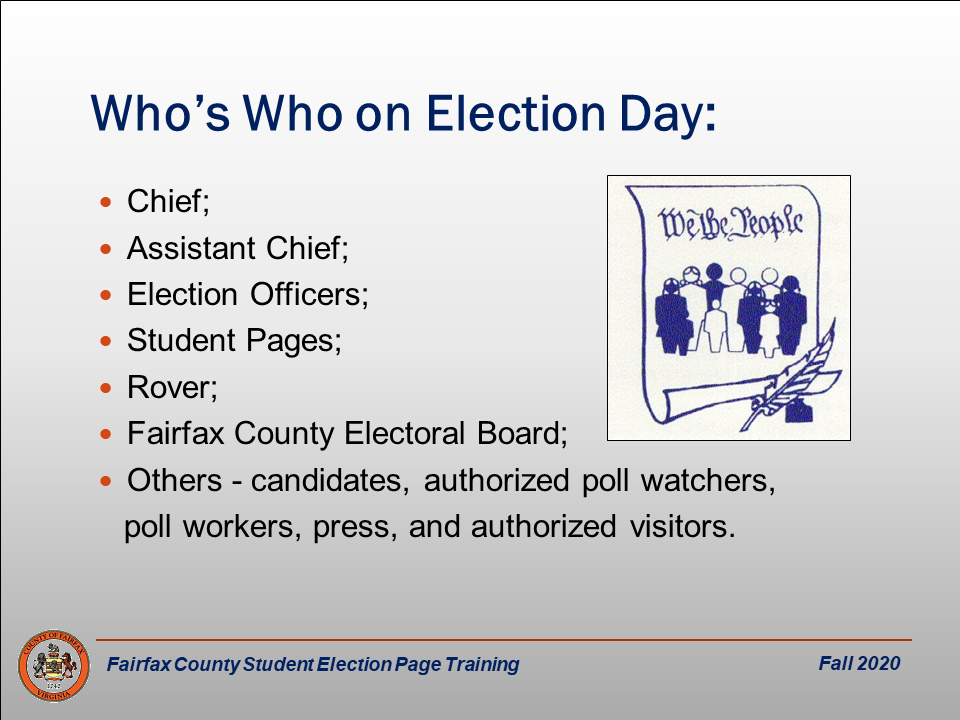 Who’s Who on Election Day:
Chief;
Assistant Chief;
Election Officers;
Student Pages;
Rover;
Fairfax County Electoral Board;
Others - candidates, authorized poll watchers,
poll workers, press, and authorized visitors.
We the People
COUNTY OF FAIRFAX
1742
VIRGINIA
Fairfax County Student Election Page Training
Fall 2020